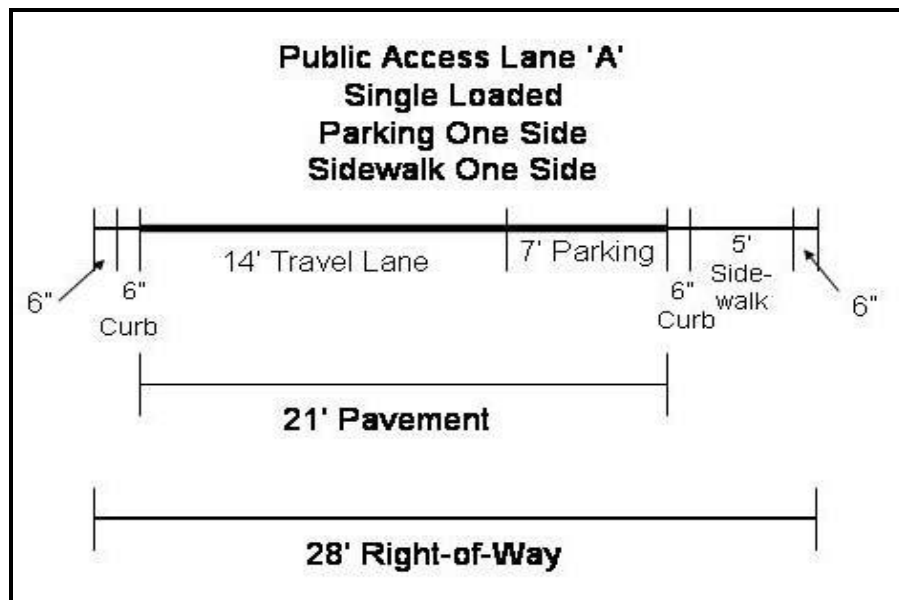 Public Access Lane 'A'
Single Loaded
Parking One Side
Sidewalk One Side
6"
6"
Curb
14' Travel Lane
7' Parking
6"
Curb
5'
Side-
walk
6"
21' Pavement
28' Right-of-Way